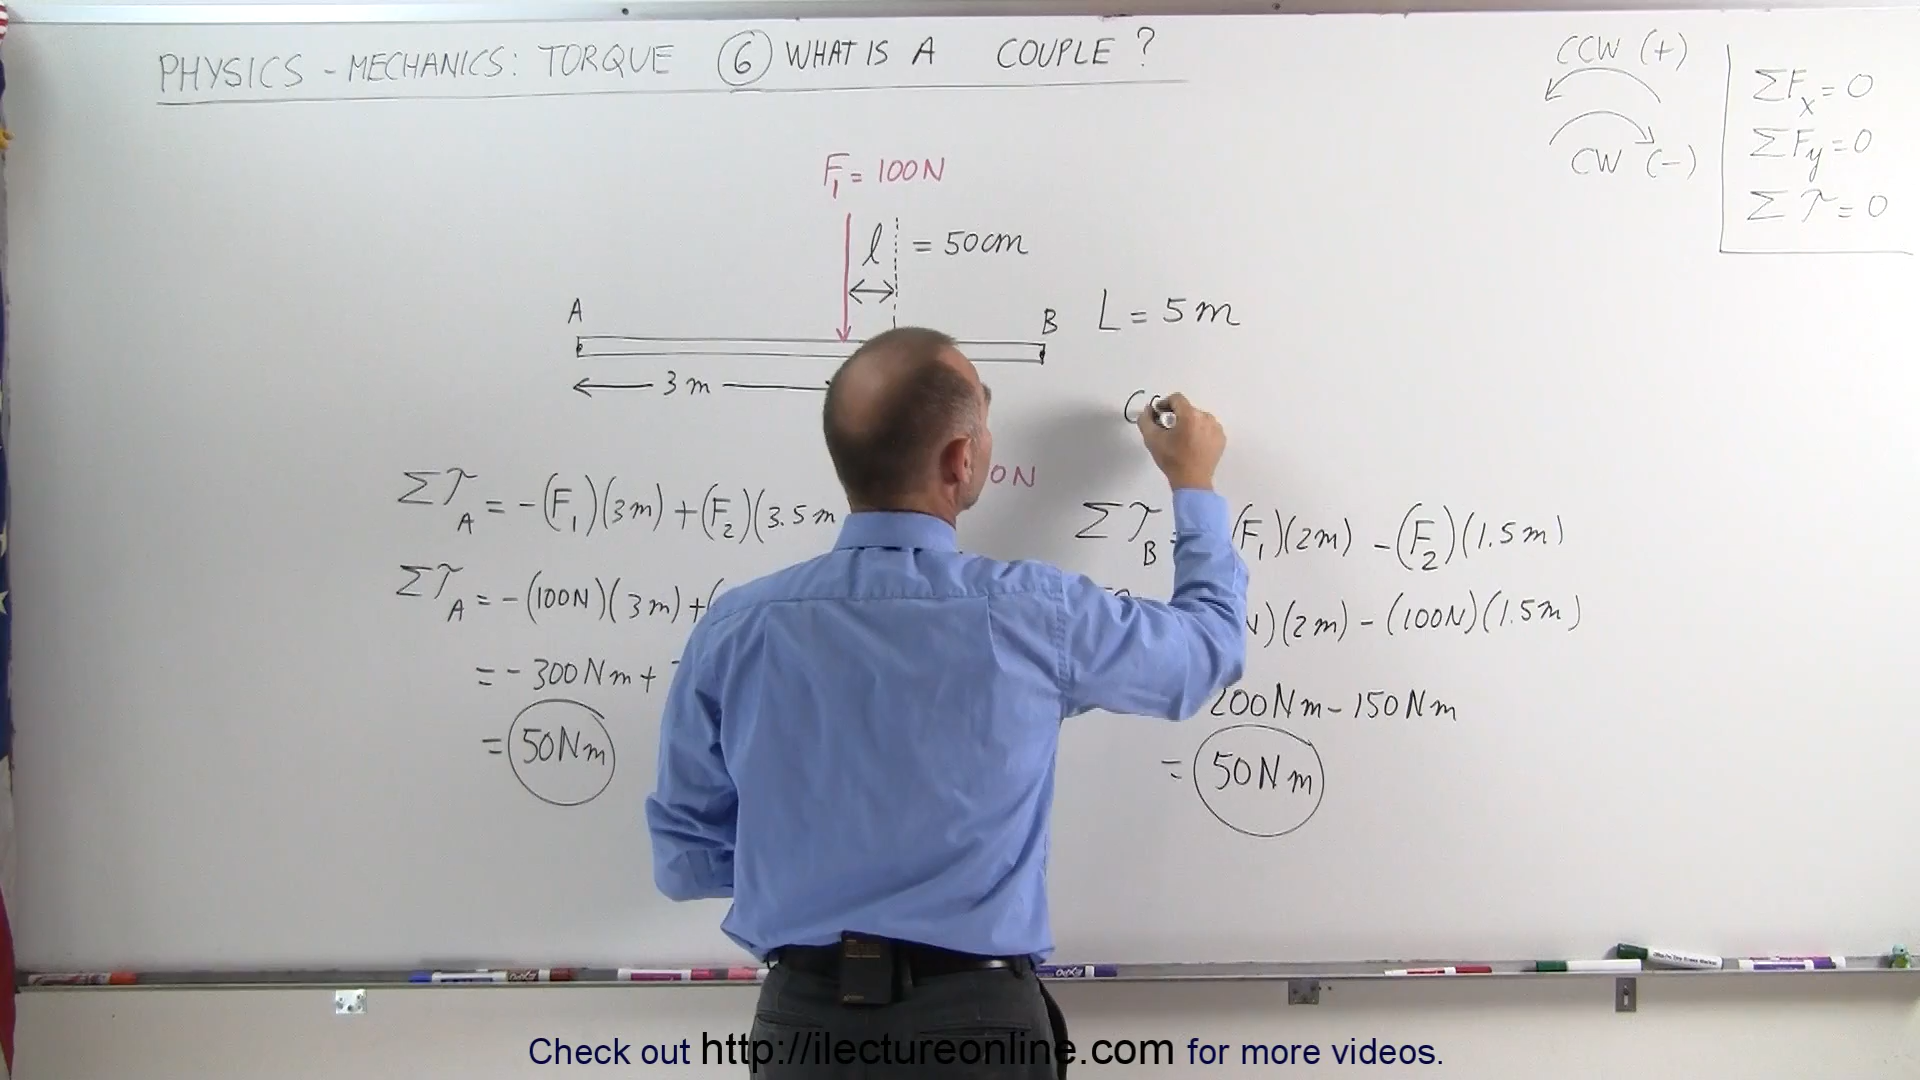 PHYSICS - MECHANICS: TORQUE ⑥ WHAT IS A COUPLE?
CCW (+)
CW (-)
ΣFx = 0
ΣFy = 0
Στ = 0
F1 = 100N
l = 50cm
A
B
L = 5m
3m
0N
ΣτA = -(F1)(3m) + (F2)(3.5m
ΣτA = -(100N)(3m) + (
= -300Nm +
= 50Nm
ΣτB = F1)(2m) - (F2)(1.5m)
N)(2m) - (100N)(1.5m)
200Nm - 150Nm
= 50Nm
Check out http://ilectureonline.com for more videos.